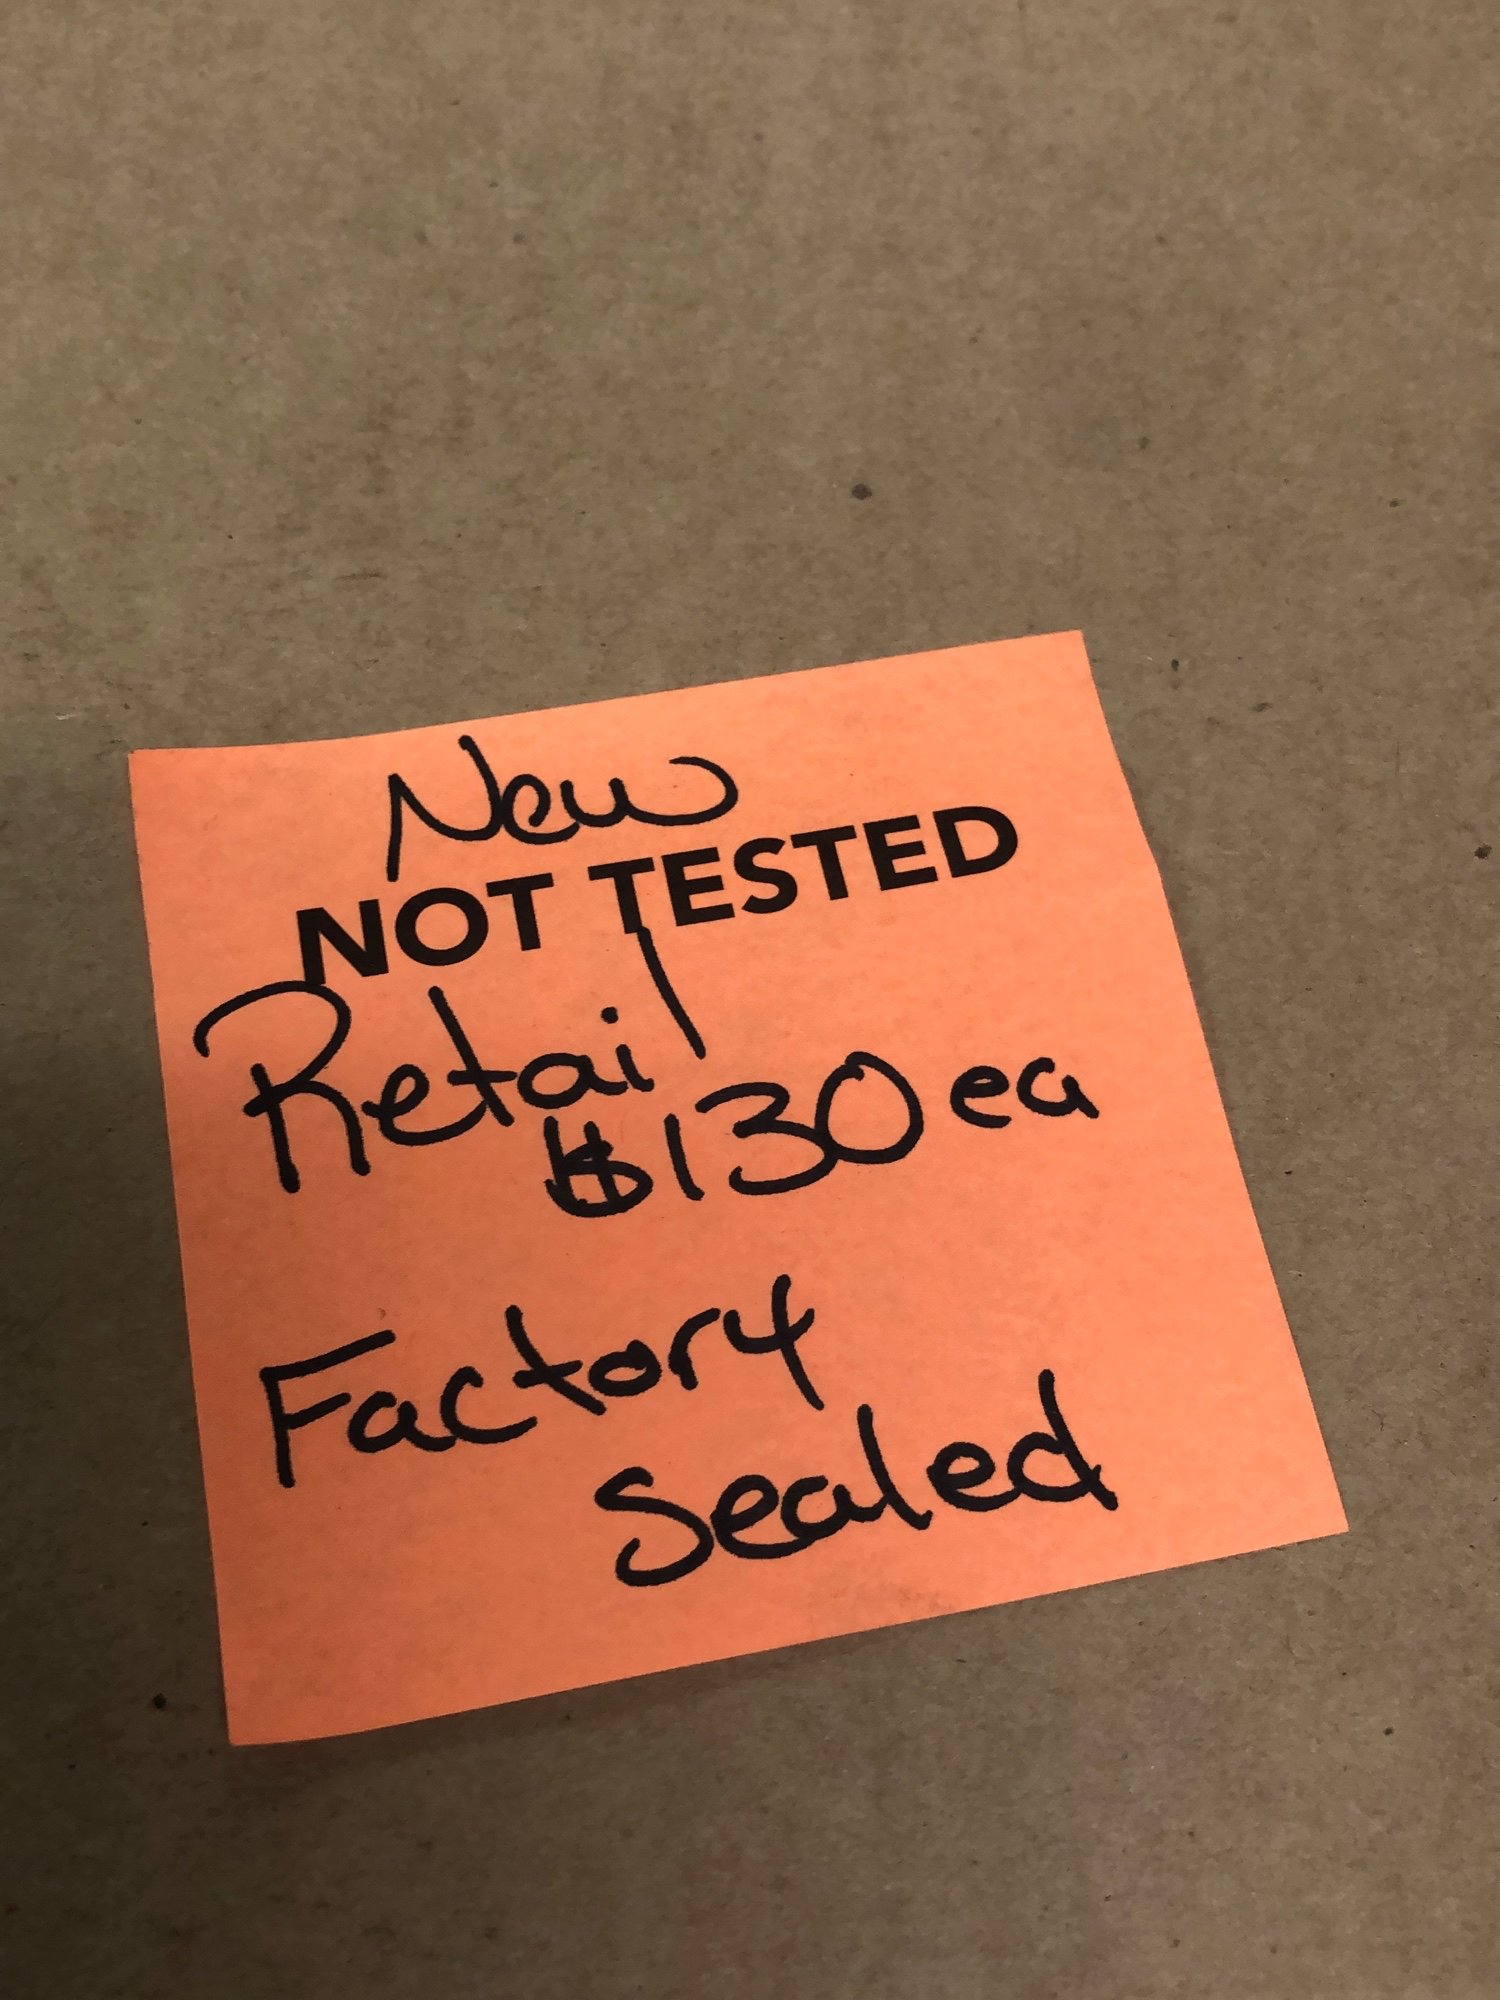 New
NOT TESTED
Retail
$130 ea
Factory
Sealed